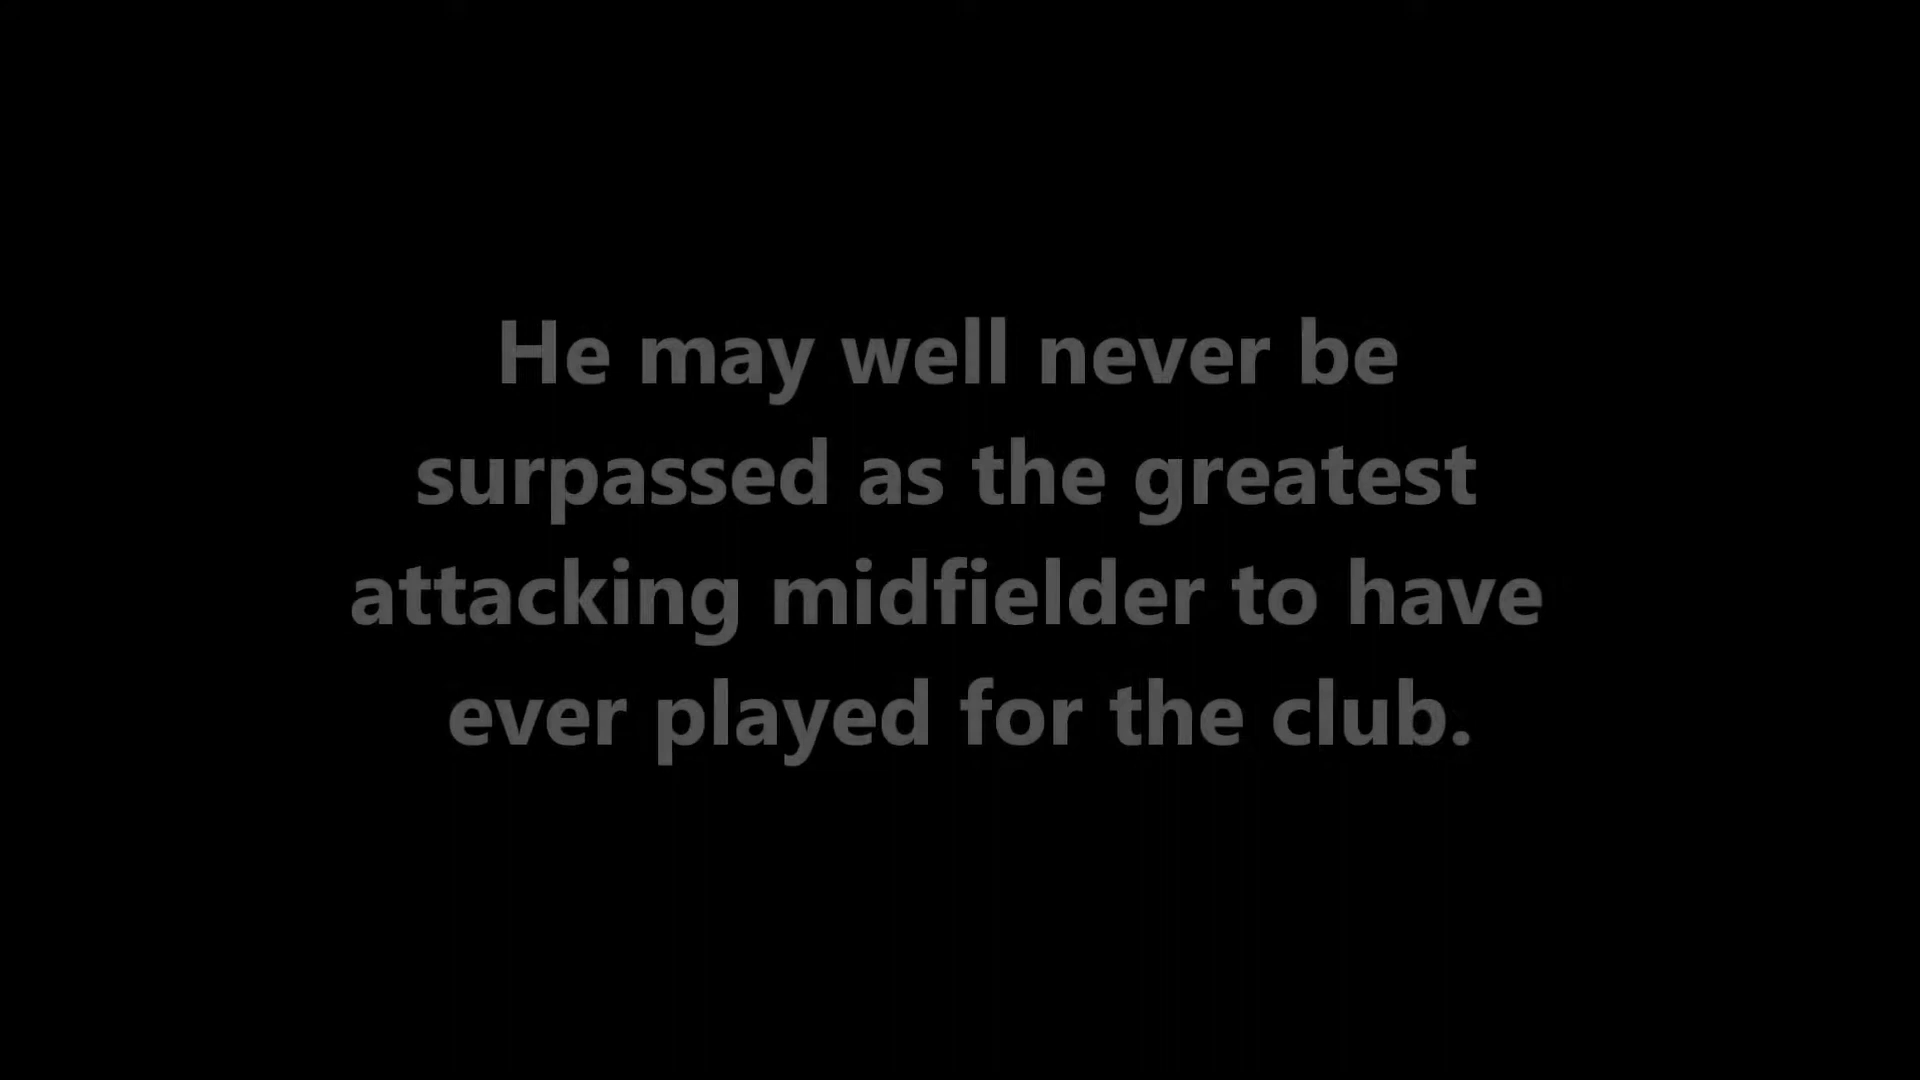 He may well never be
surpassed as the greatest
attacking midfielder to have
ever played for the club.